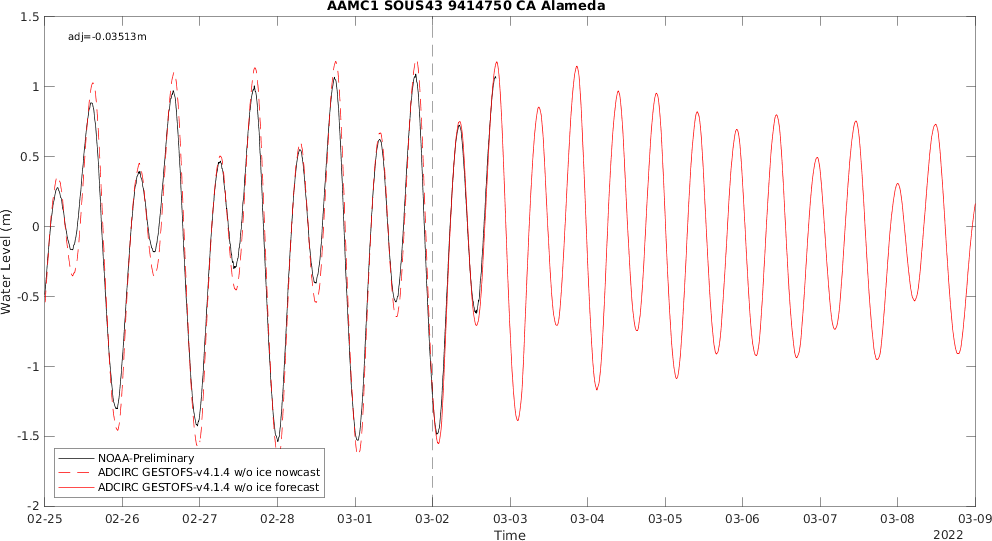 AAMC1 SOUS43 9414750 CA Alameda
1.5
adj=-0.03513m
1
0.5
0
-0.5
-1
-1.5
-2
Water Level (m)
NOAA-Preliminary
ADCIRC GESTOFS-v4.1.4 w/o ice nowcast
ADCIRC GESTOFS-v4.1.4 w/o ice forecast
02-25 02-26 02-27 02-28 03-01 03-02 03-03 03-04 03-05 03-06 03-07 03-08 03-09
Time
2022